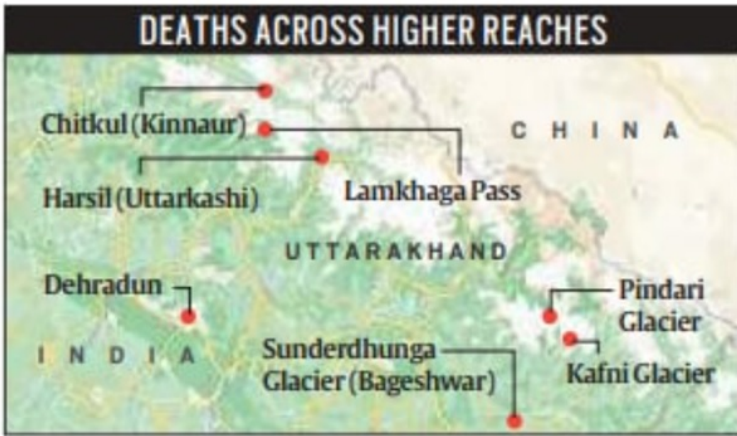 DEATHS ACROSS HIGHER REACHES
Chitkul (Kinnaur)
CHINA
Harsil (Uttarkashi)
Lamkhaga Pass
UTTARAKHAND
Dehradun
Pindari
Glacier
INDIA
Sunderdhunga
Glacier (Bageshwar)
Kafni Glacier